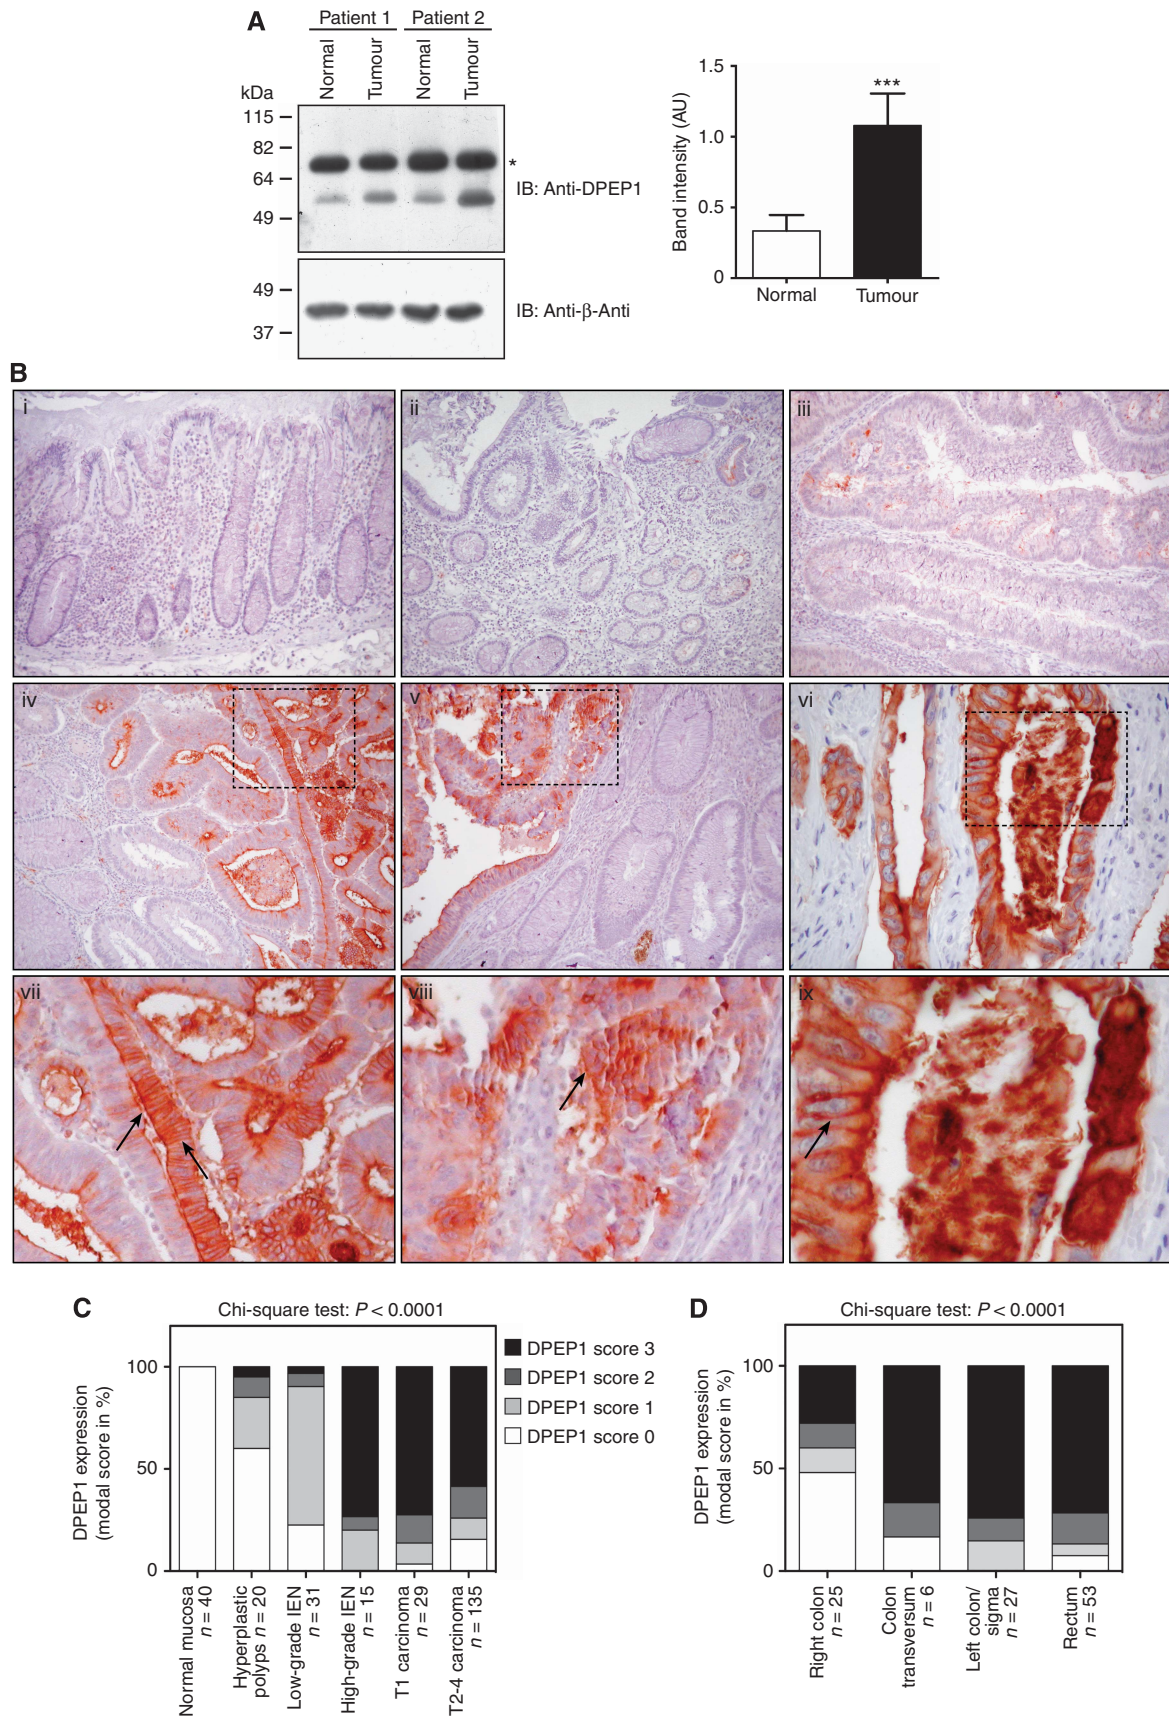 A
Patient 1 Patient 2
Normal Tumour Normal Tumour
kDa
115
82
64
49
*
IB: Anti-DPEP1
49
37
IB: Anti-β-Anti
Band intensity (AU)
1.5
1.0
0.5
0
***
Normal Tumour
B
i ii iii
iv v vi
vii viii ix
C
Chi-square test: P < 0.0001
DPEP1 expression
(modal score in %)
100
50
0
Normal mucosa
n = 40
Hyperplastic
polyps n = 20
Low-grade IEN
n = 31
High-grade IEN
n = 15
T1 carcinoma
n = 29
T2-4 carcinoma
n = 135
DPEP1 score 3
DPEP1 score 2
DPEP1 score 1
DPEP1 score 0
D
Chi-square test: P < 0.0001
DPEP1 expression
(modal score in %)
100
50
0
Right colon
n = 25
Colon
transversum
n = 6
Left colon/
sigma
n = 27
Rectum
n = 53